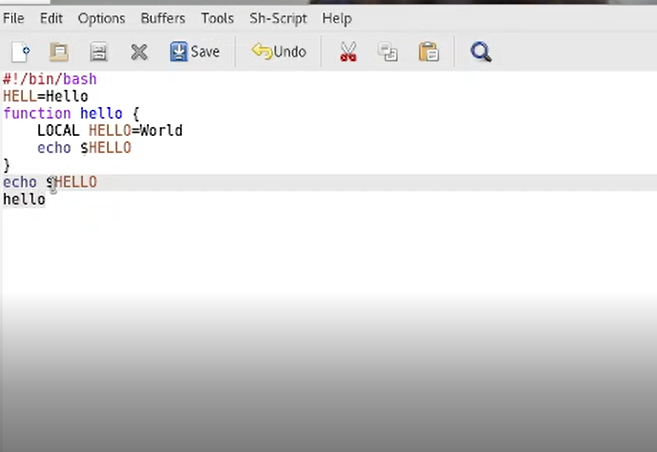 File Edit Options Buffers Tools Sh-Script Help
Save Undo
#!/bin/bash
HELL=Hello
function hello {
    LOCAL HELLO=World
    echo $HELLO
}
echo $HELLO
hello